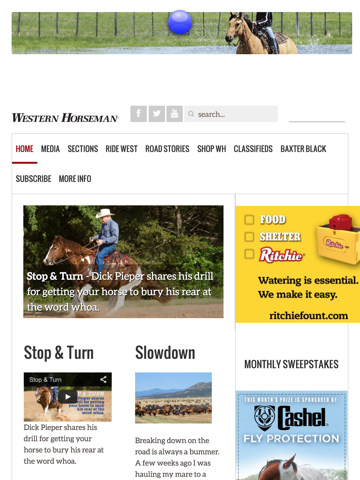 WESTERN HORSEMAN
search...
HOME MEDIA SECTIONS RIDE WEST ROAD STORIES SHOP WH CLASSIFIEDS BAXTER BLACK
SUBSCRIBE MORE INFO
Stop & Turn - Dick Pieper shares his drill
for getting your horse to bury his rear at
the word whoa.
FOOD
SHELTER
Ritchie
Watering is essential.
We make it easy.
ritchiefount.com
Stop & Turn
Stop & Turn
Dick Pieper shares his
drill for getting your
horse to bury his rear at
the word whoa.
Slowdown
Breaking down on the
road is always a bummer.
A few weeks ago I was
hauling my mare to a
MONTHLY SWEEPSTAKES
THIS MONTH'S PRIZE IS SPONSORED BY
Cashel
FLY PROTECTION